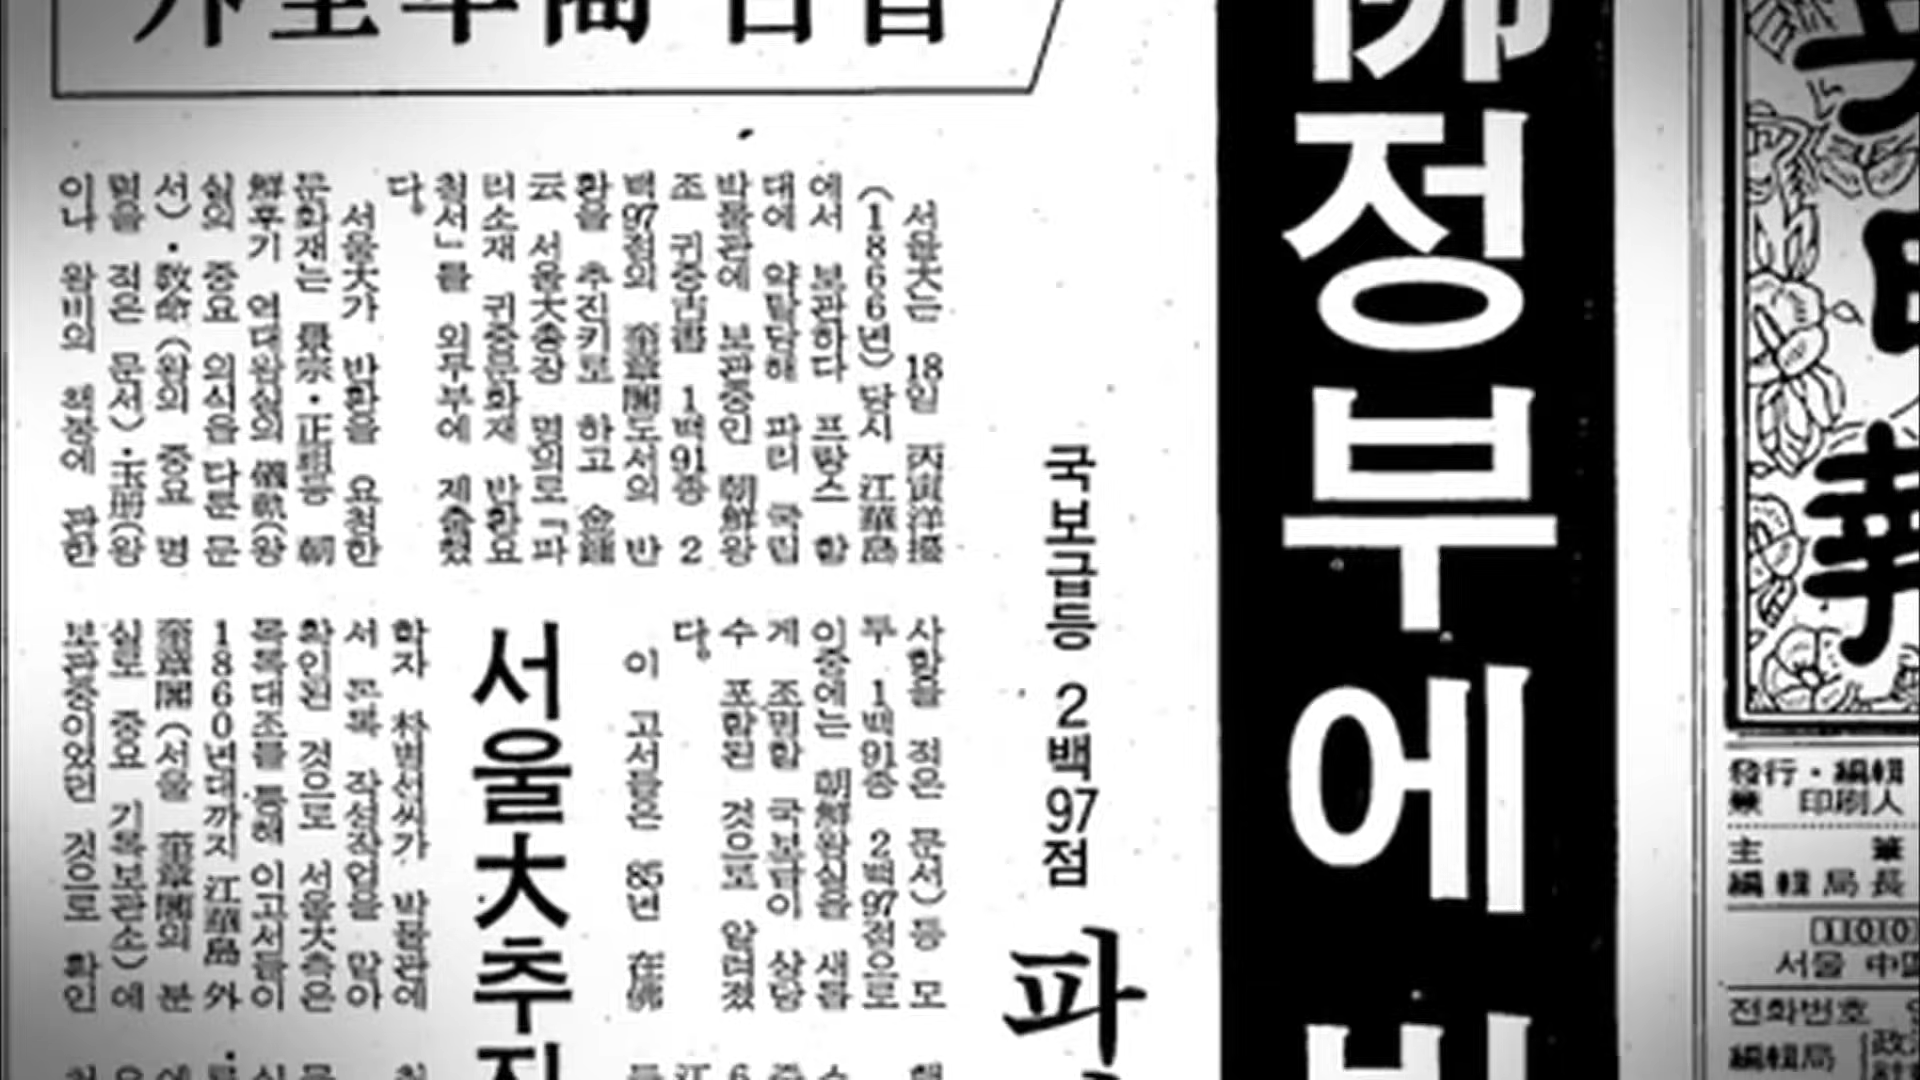 發行·編輯
兼 印刷人
主 筆
編輯局長
서울 中
전화번호
編輯局
佛정부에
국보급등 2백97점
파
서울大추
서울大는 18일 丙寅洋擾
(1866년) 당시 江華島
에서 보관하다 프랑스 함
대에 약탈당해 파리 국립
박물관에 보관중인 朝鮮왕
조 귀중古書 1백91종 2
백97점의 奎章閣도서의 반
환을 추진키로 하고 金鍾
云 서울大총장 명의로 「파
리소재 귀중문화재 반환요
청서」를 외무부에 제출했
다。
서울大가 반환을 요청한
문화재는 景宗·正祖등 朝
鮮후기 역대왕실의 儀軌(왕
실의 중요 의식을 다룬 문
서)·敎命(왕의 중요 명
령을 적은 문서)·玉冊(왕
이나 왕비의 책봉에 관한
사항을 적은 문서)등 모
두 1백91종 2백97점으로
이중에는 朝鮮왕실을 새롭
게 조명할 국보급이 상당
수 포함된 것으로 알려졌
다。
이 고서들은 85년 在佛
학자 朴병선씨가 박물관에
서 목록 작성작업을 맡아
확인된 것으로 서울大측은
목록대조를 통해 이고서들이
1860년대까지 江華島 外
奎章閣(서울 奎章閣의 분
실로 중요 기록보관소)에
보관중이었던 것으로 확인